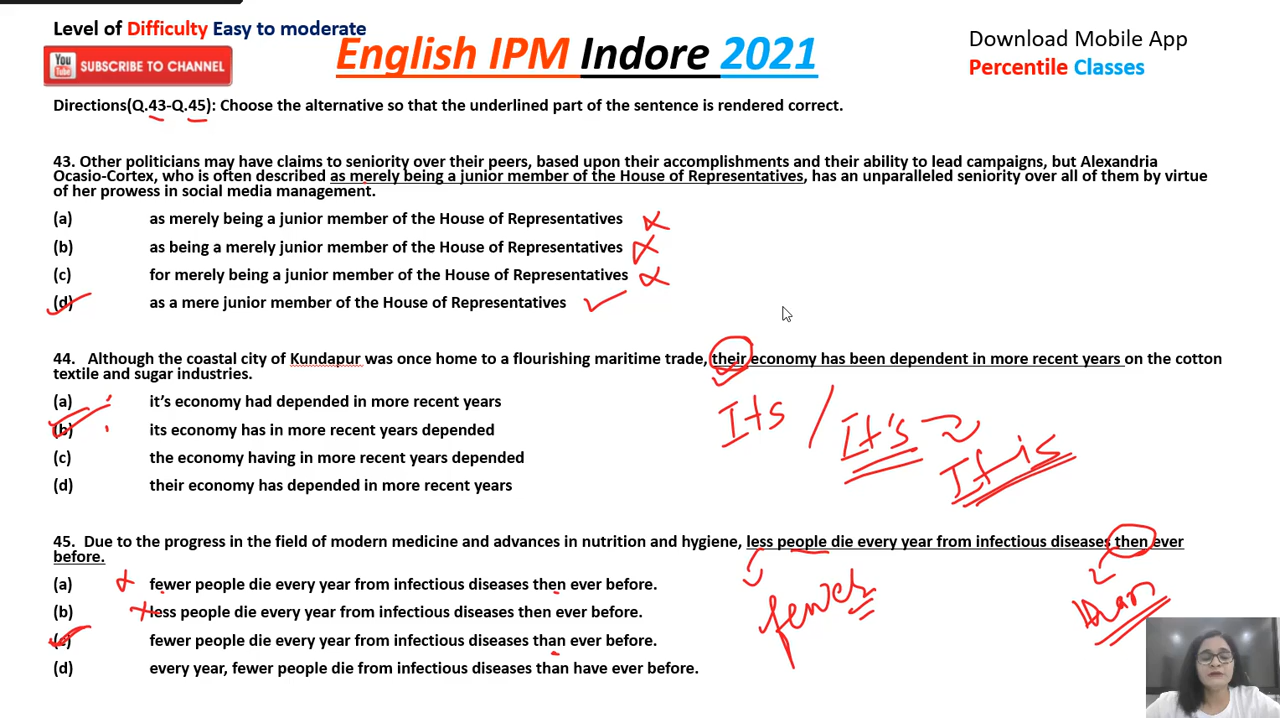 Level of Difficulty Easy to moderate
You Tube SUBSCRIBE TO CHANNEL
English IPM Indore 2021
Download Mobile App
Percentile Classes
Directions(Q.43-Q.45): Choose the alternative so that the underlined part of the sentence is rendered correct.
43. Other politicians may have claims to seniority over their peers, based upon their accomplishments and their ability to lead campaigns, but Alexandria
Ocasio-Cortex, who is often described as merely being a junior member of the House of Representatives, has an unparalleled seniority over all of them by virtue
of her prowess in social media management.
(a) as merely being a junior member of the House of Representatives
(b) as being a merely junior member of the House of Representatives
(c) for merely being a junior member of the House of Representatives
(d) as a mere junior member of the House of Representatives
44. Although the coastal city of Kundapur was once home to a flourishing maritime trade, their economy has been dependent in more recent years on the cotton
textile and sugar industries.
(a) it's economy had depended in more recent years
(b) its economy has in more recent years depended
(c) the economy having in more recent years depended
(d) their economy has depended in more recent years
Its / It's
It is
45. Due to the progress in the field of modern medicine and advances in nutrition and hygiene, less people die every year from infectious diseases then ever
before.
(a) fewer people die every year from infectious diseases then ever before.
(b) less people die every year from infectious diseases then ever before.
(c) fewer people die every year from infectious diseases than ever before.
(d) every year, fewer people die from infectious diseases than have ever before.
fewer
than